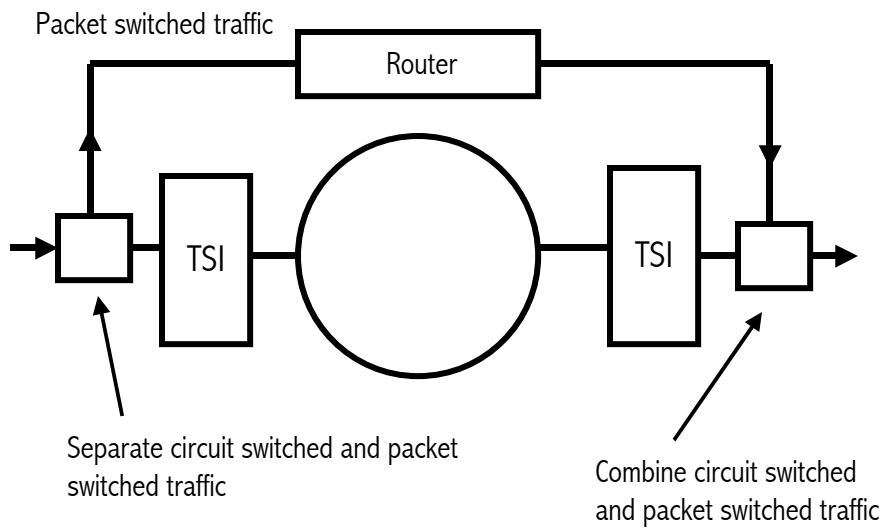 Packet switched traffic
Router
TSI
TSI
Separate circuit switched and packet
switched traffic
Combine circuit switched
and packet switched traffic